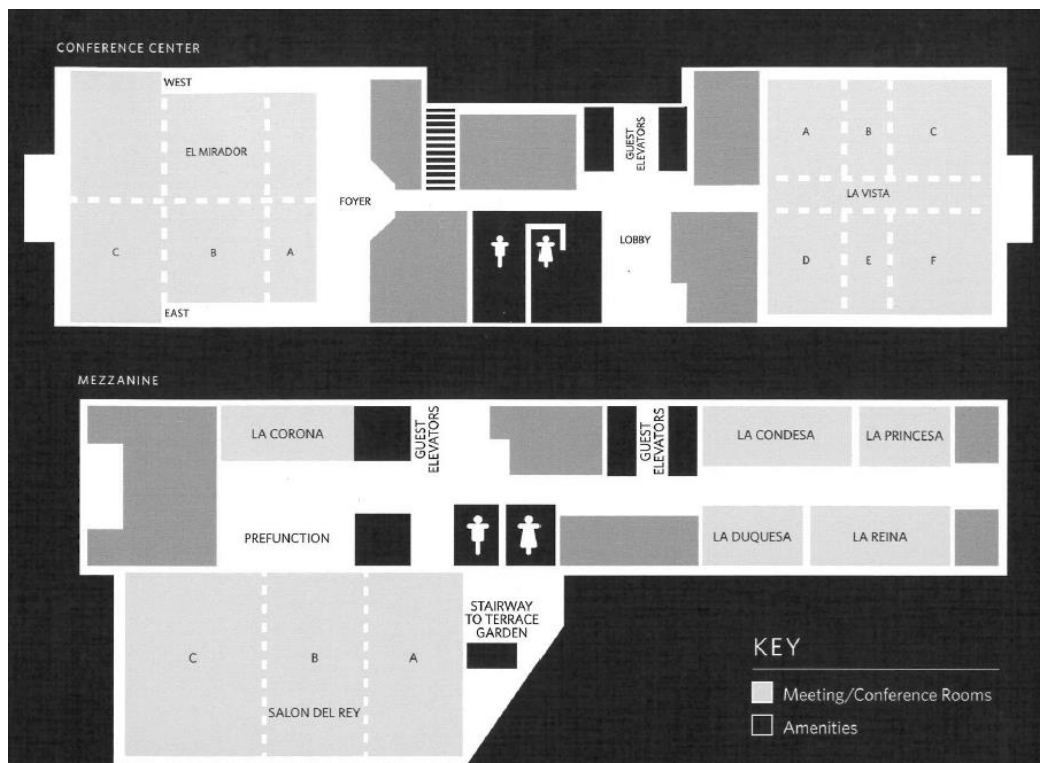 CONFERENCE CENTER
WEST
EL MIRADOR
FOYER
C
B
A
EAST
GUEST
ELEVATORS
LOBBY
A
B
C
LA VISTA
D
E
F
MEZZANINE
LA CORONA
GUEST
ELEVATORS
GUEST
ELEVATORS
LA CONDESA
LA PRINCESA
PREFUNCTION
LA DUQUESA
LA REINA
STAIRWAY
TO TERRACE
GARDEN
C
B
A
SALON DEL REY
KEY
Meeting/Conference Rooms
Amenities